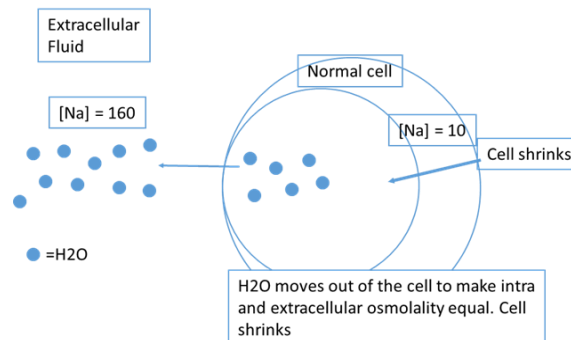 Extracellular
Fluid
Normal cell
[Na] = 160
[Na] = 10
Cell shrinks
=H2O
H2O moves out of the cell to make intra
and extracellular osmolality equal. Cell
shrinks